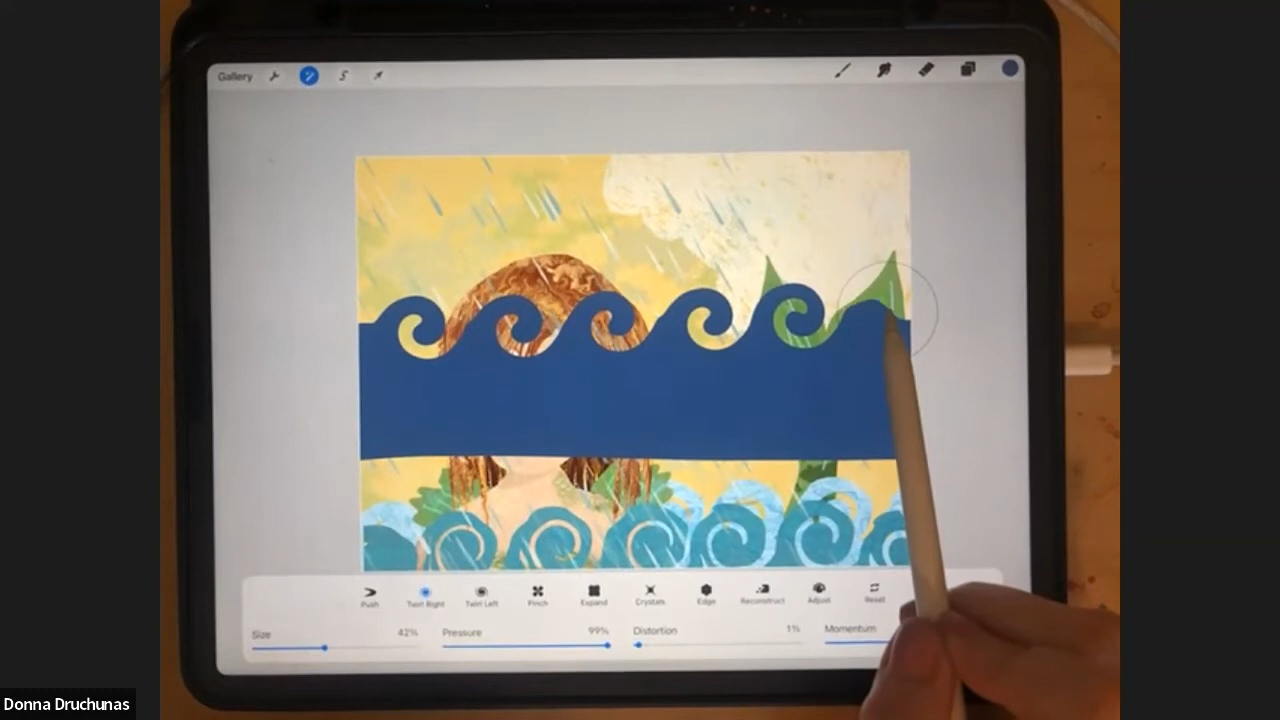 Gallery
Push Twirl Right Twirl Left Pinch Expand Crystals Edge Reconstruct Adjust Reset
Size 42% Pressure 99% Distortion 1% Momentum
Donna Druchunas